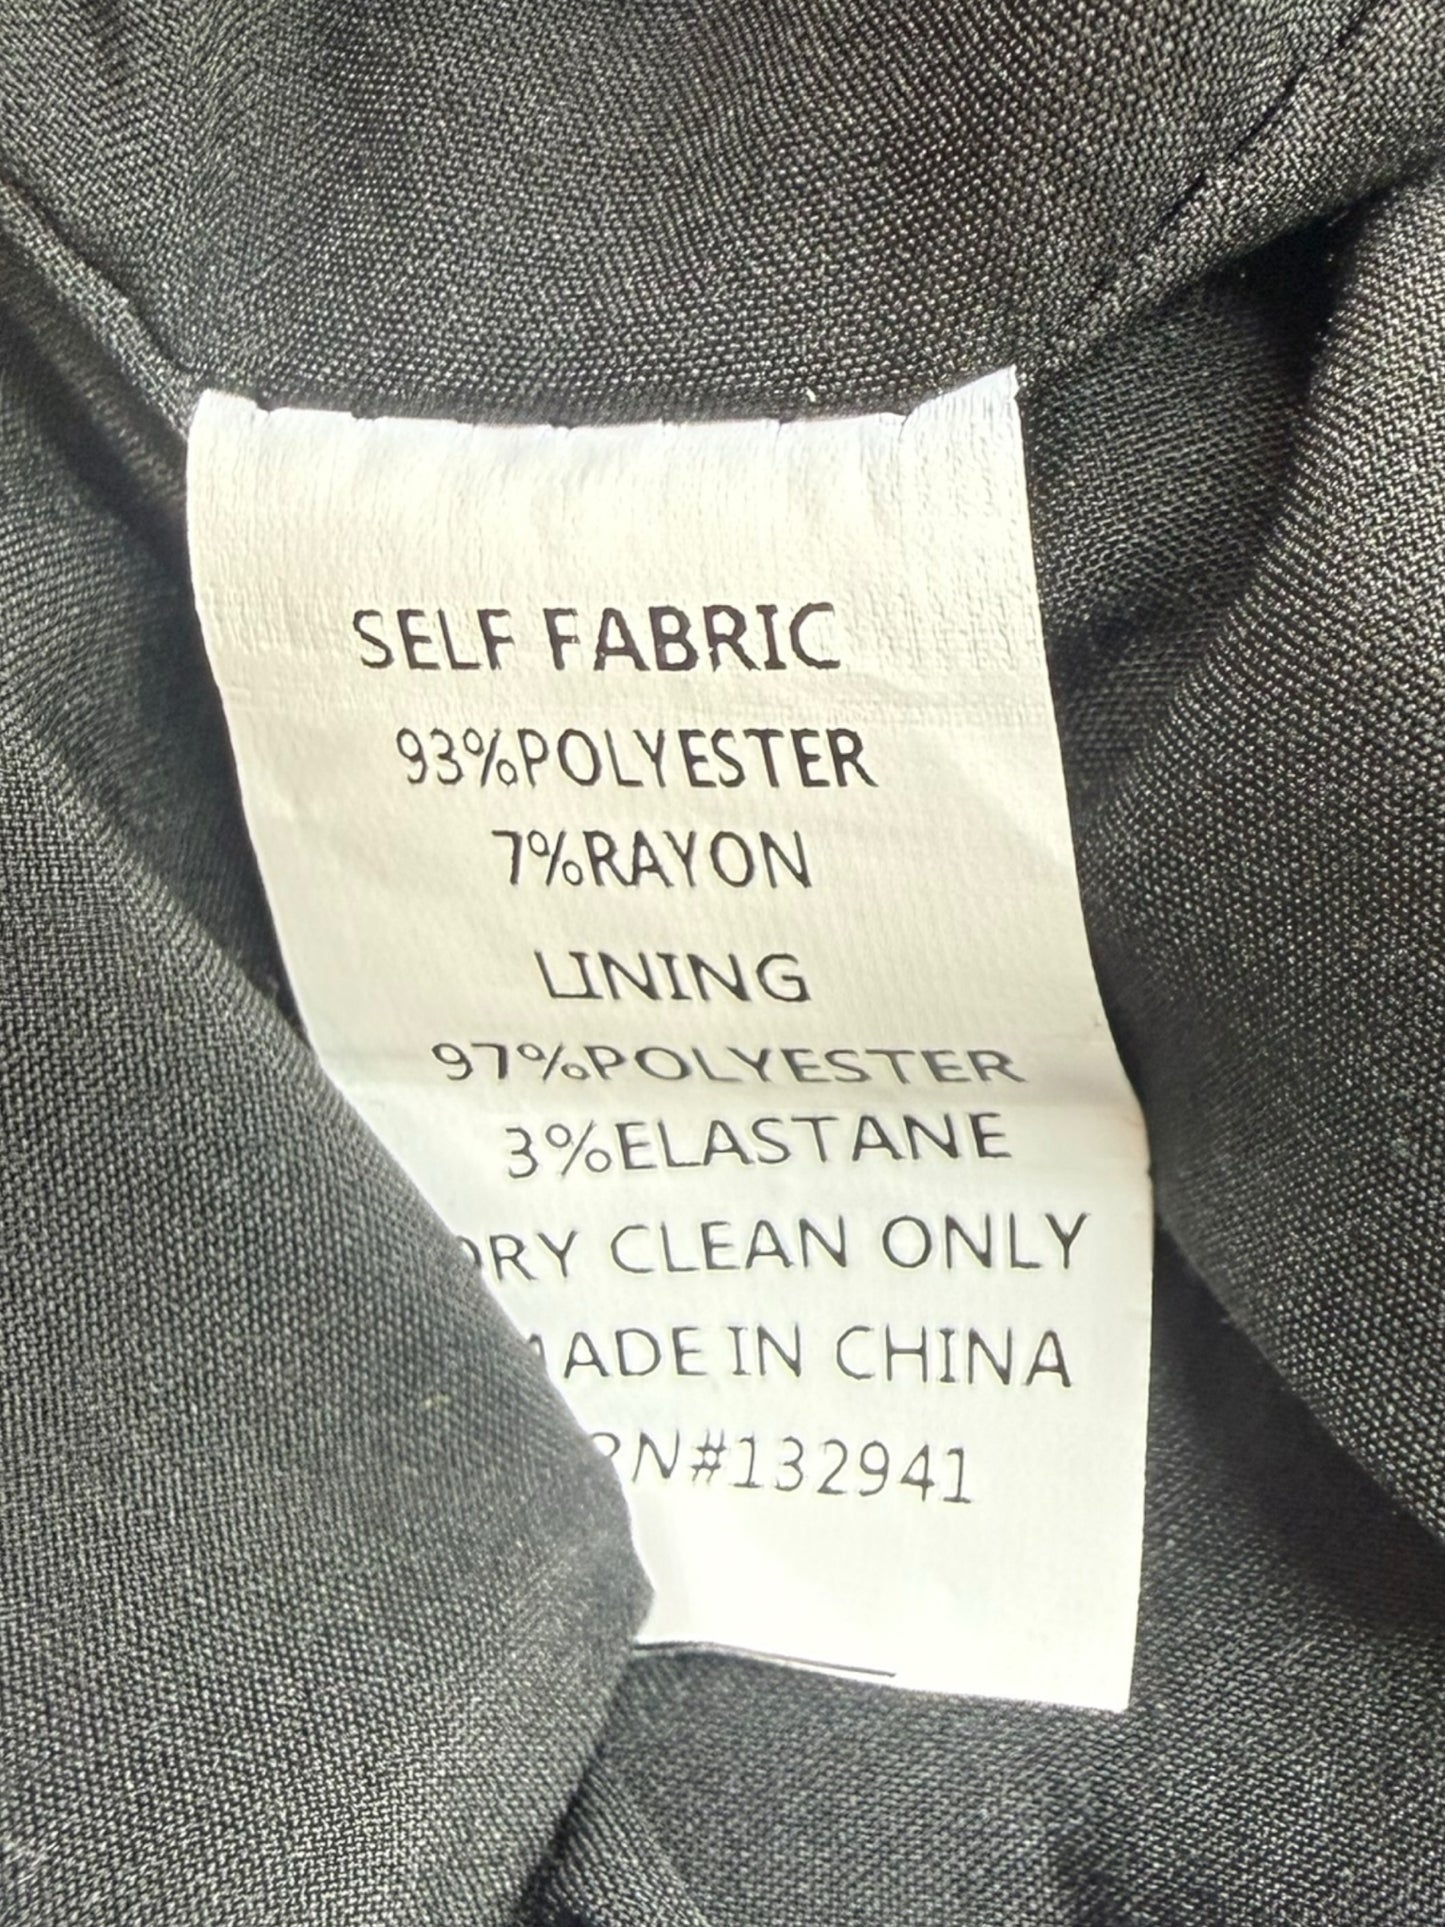 SELF FABRIC
93%POLYESTER
7%RAYON
LINING
97%POLYESTER
3%ELASTANE
DRY CLEAN ONLY
MADE IN CHINA
RN#132941